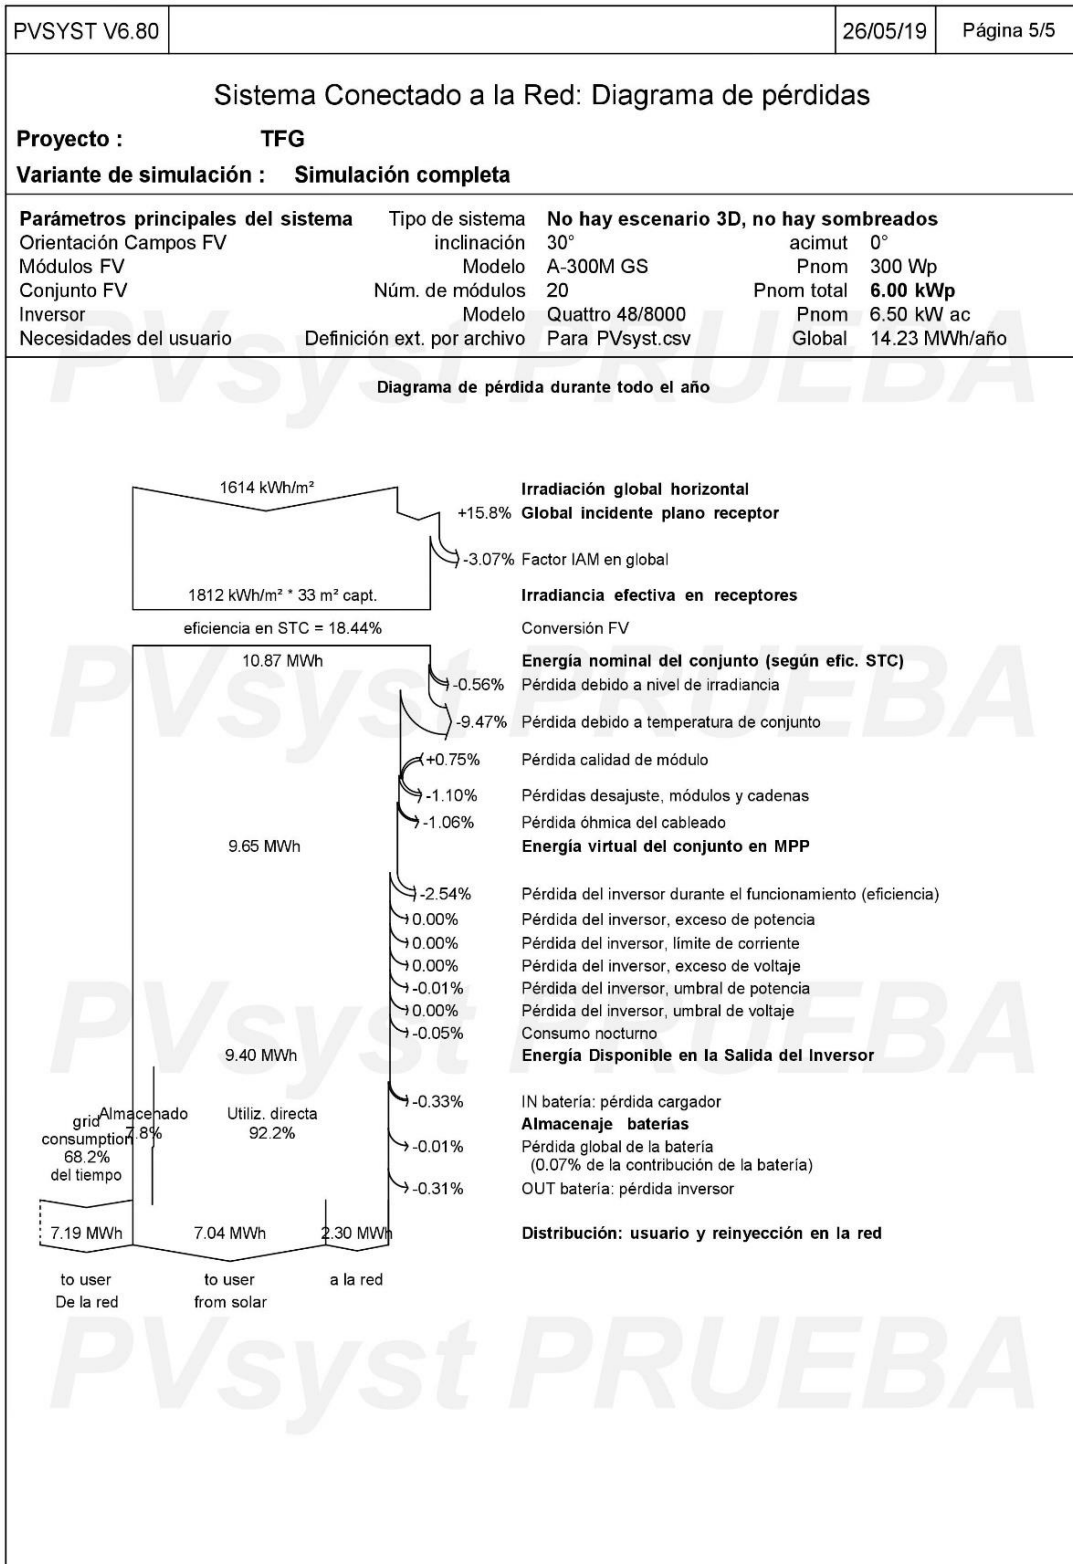 PVSYST V6.80 26/05/19 Página 5/5
Sistema Conectado a la Red: Diagrama de pérdidas
Proyecto : TFG
Variante de simulación : Simulación completa
Parámetros principales del sistema Tipo de sistema No hay escenario 3D, no hay sombreados
Orientación Campos FV inclinación 30° acimut 0°
Módulos FV Modelo A-300M GS Pnom 300 Wp
Conjunto FV Núm. de módulos 20 Pnom total 6.00 kWp
Inversor Modelo Quattro 48/8000 Pnom 6.50 kW ac
Necesidades del usuario Definición ext. por archivo Para PVsyst.csv Global 14.23 MWh/año
PVsyst PRUEBA
Diagrama de pérdida durante todo el año
1614 kWh/m² Irradiación global horizontal
+15.8% Global incidente plano receptor
-3.07% Factor IAM en global
1812 kWh/m² * 33 m² capt. Irradiancia efectiva en receptores
eficiencia en STC = 18.44% Conversión FV
10.87 MWh Energía nominal del conjunto (según efic. STC)
-0.56% Pérdida debido a nivel de irradiancia
PVsyst PRUEBA
-9.47% Pérdida debido a temperatura de conjunto
+0.75% Pérdida calidad de módulo
-1.10% Pérdidas desajuste, módulos y cadenas
-1.06% Pérdida óhmica del cableado
9.65 MWh Energía virtual del conjunto en MPP
-2.54% Pérdida del inversor durante el funcionamiento (eficiencia)
0.00% Pérdida del inversor, exceso de potencia
0.00% Pérdida del inversor, límite de corriente
0.00% Pérdida del inversor, exceso de voltaje
-0.01% Pérdida del inversor, umbral de potencia
0.00% Pérdida del inversor, umbral de voltaje
PVsyst PRUEBA
-0.05% Consumo nocturno
9.40 MWh Energía Disponible en la Salida del Inversor
-0.33% IN batería: pérdida cargador
Almacenado Utiliz. directa Almacenaje baterías
grid
consumption 7.8% 92.2%
-0.01% Pérdida global de la batería
68.2% (0.07% de la contribución de la batería)
del tiempo
-0.31% OUT batería: pérdida inversor
7.19 MWh 7.04 MWh 2.30 MWh Distribución: usuario y reinyección en la red
to user to user a la red
De la red from solar
PVsyst PRUEBA